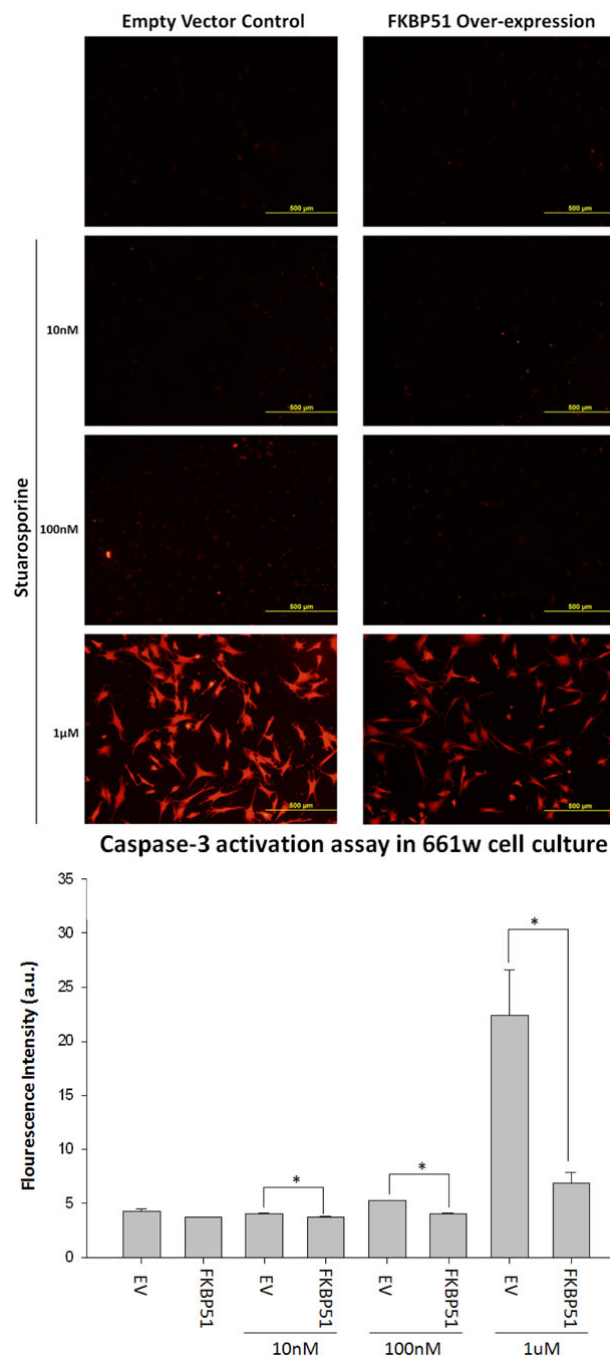 Empty Vector Control FKBP51 Over-expression
500 µm 500 µm
10nM
500 µm 500 µm
Stuarosporine
100nM
500 µm 500 µm
1µM
500 µm 500 µm
Caspase-3 activation assay in 661w cell culture
Flourescence Intensity (a.u.)
35
30
25
20
15
10
5
0
* * *
EV FKBP51 EV FKBP51 EV FKBP51 EV FKBP51
10nM 100nM 1uM